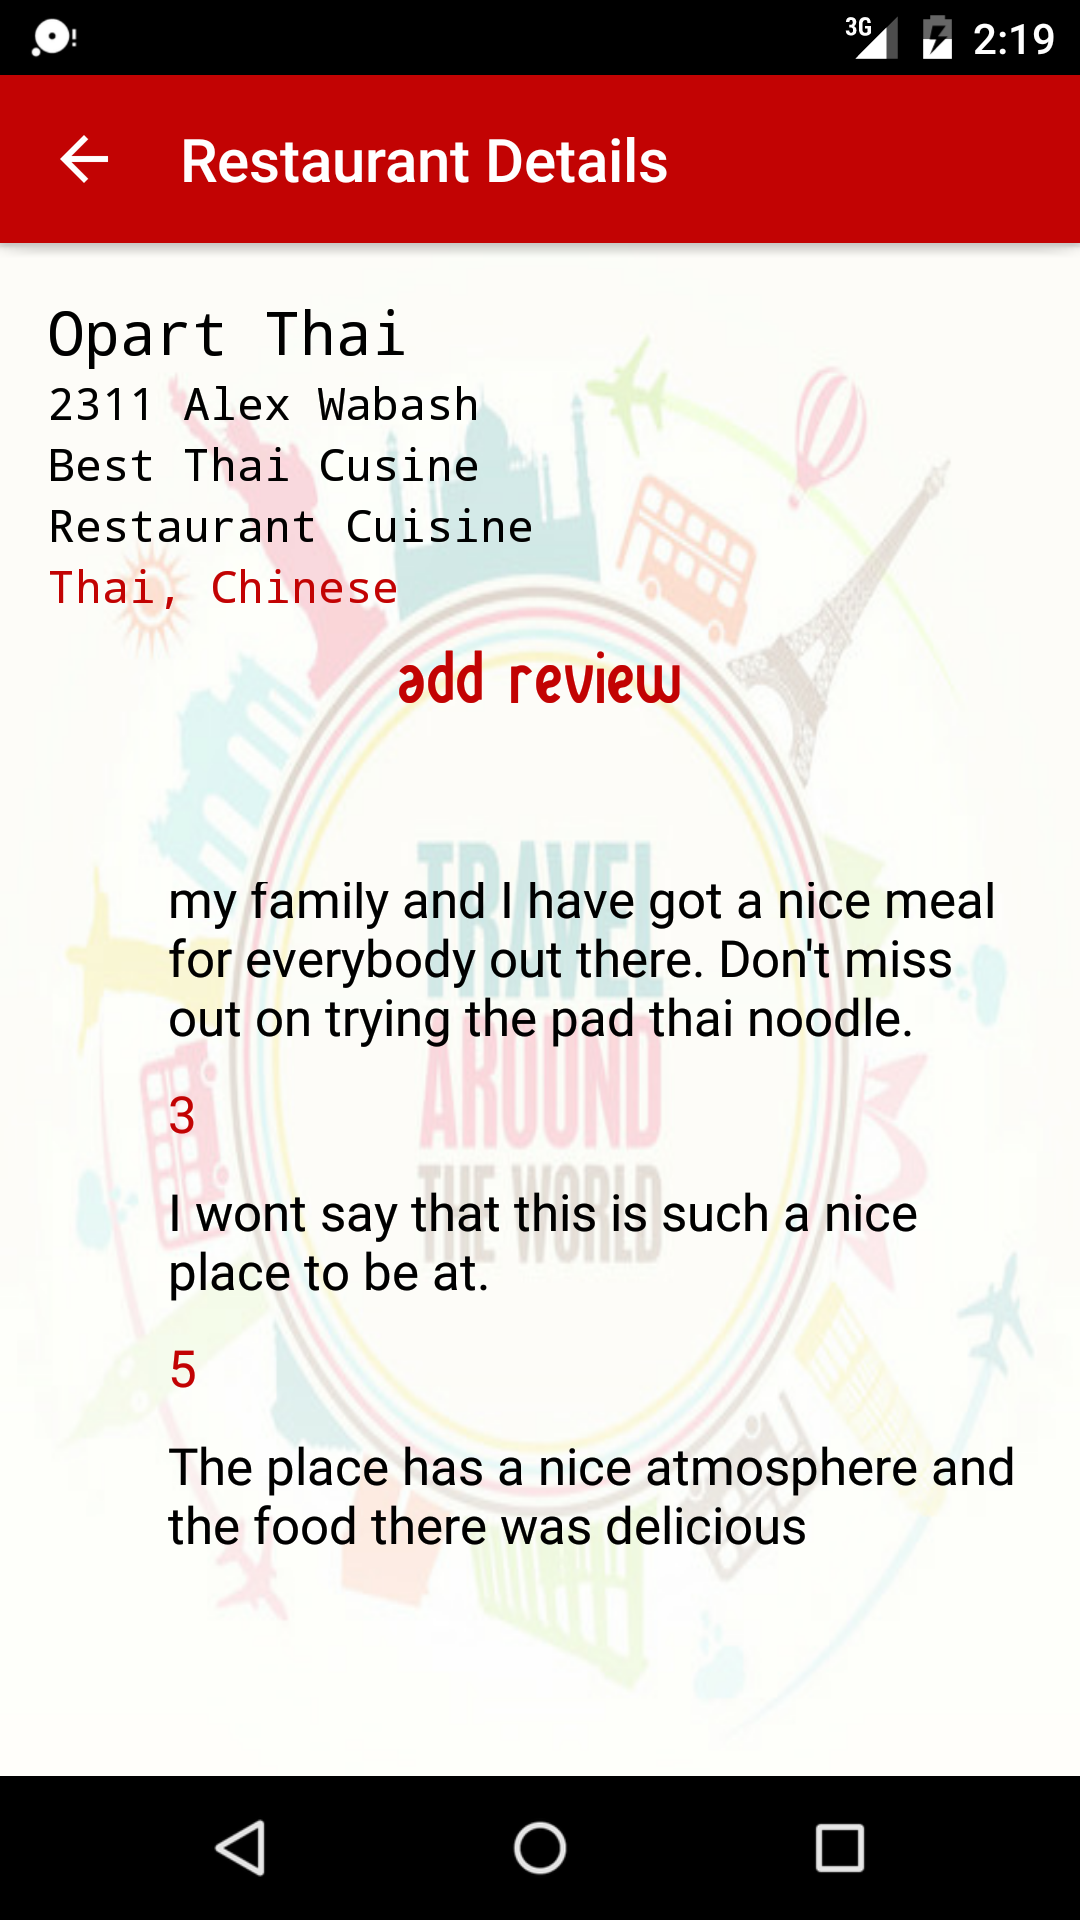 3G 2:19
Restaurant Details
Opart Thai
2311 Alex Wabash
Best Thai Cusine
Restaurant Cuisine
Thai, Chinese
add review
my family and I have got a nice meal
for everybody out there. Don't miss
out on trying the pad thai noodle.
3
I wont say that this is such a nice
place to be at.
5
The place has a nice atmosphere and
the food there was delicious
TRAVEL
AROUND
THE WORLD